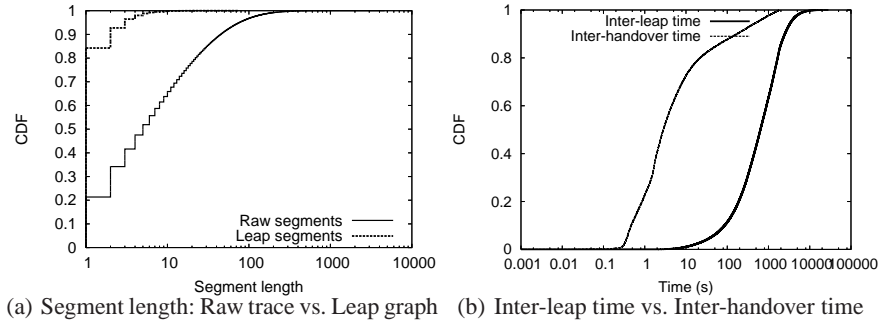 1
0.9
0.8
0.7
0.6
0.5
0.4
0.3
0.2
0.1
0
CDF
1 10 100 1000 10000
Segment length
Raw segments
Leap segments
(a) Segment length: Raw trace vs. Leap graph
1
0.8
0.6
0.4
0.2
0
CDF
Inter-leap time
Inter-handover time
0.001 0.01 0.1 1 10 100 1000 10000 100000
Time (s)
(b) Inter-leap time vs. Inter-handover time